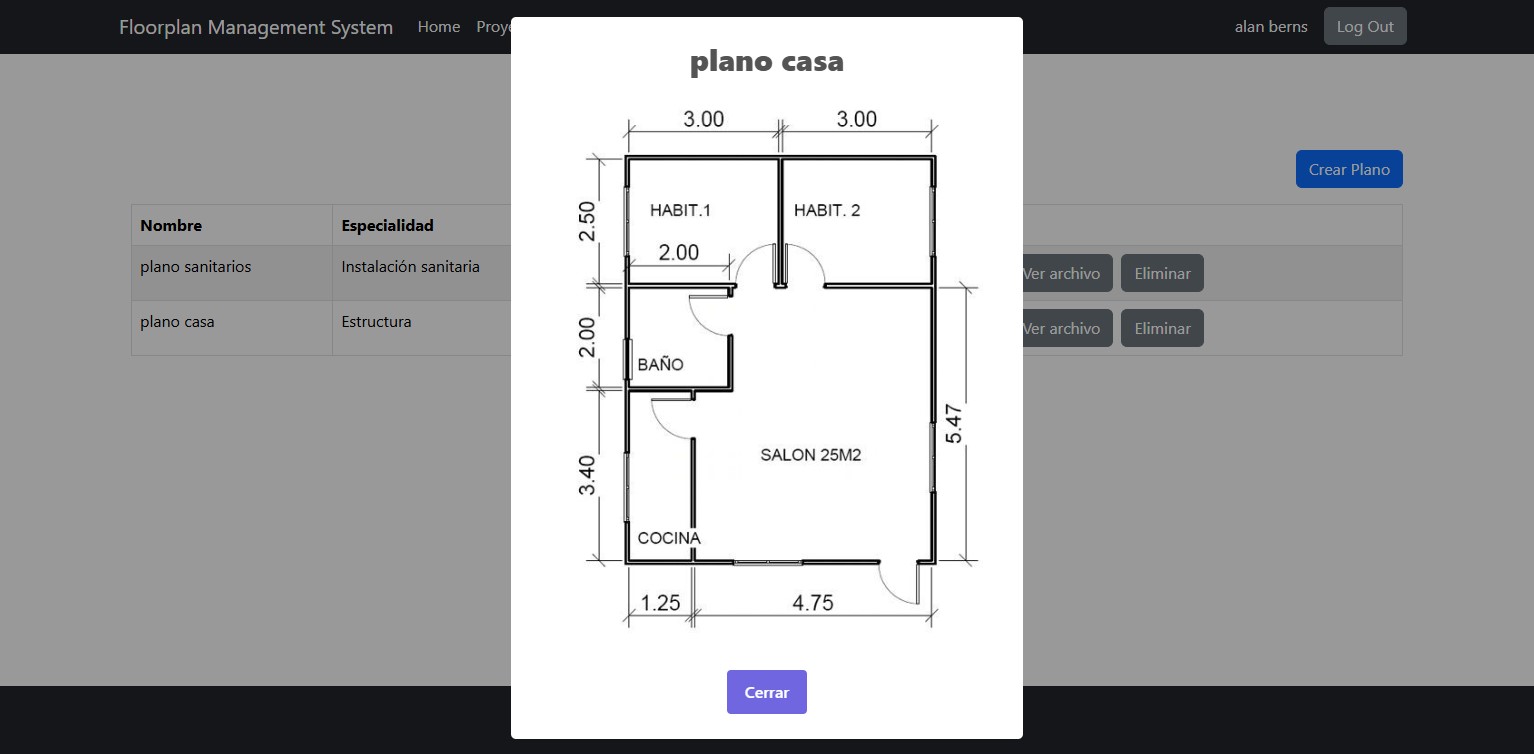 Floorplan Management System Home alan berns Log Out
plano casa
3.00 3.00
Crear Plano
Nombre Especialidad
plano sanitarios Instalación sanitaria Ver archivo Eliminar
plano casa Estructura Ver archivo Eliminar
2.50
HABIT.1 HABIT. 2
2.00
2.00
BAÑO
5.47
SALON 25M2
3.40
COCINA
1.25 4.75
Cerrar